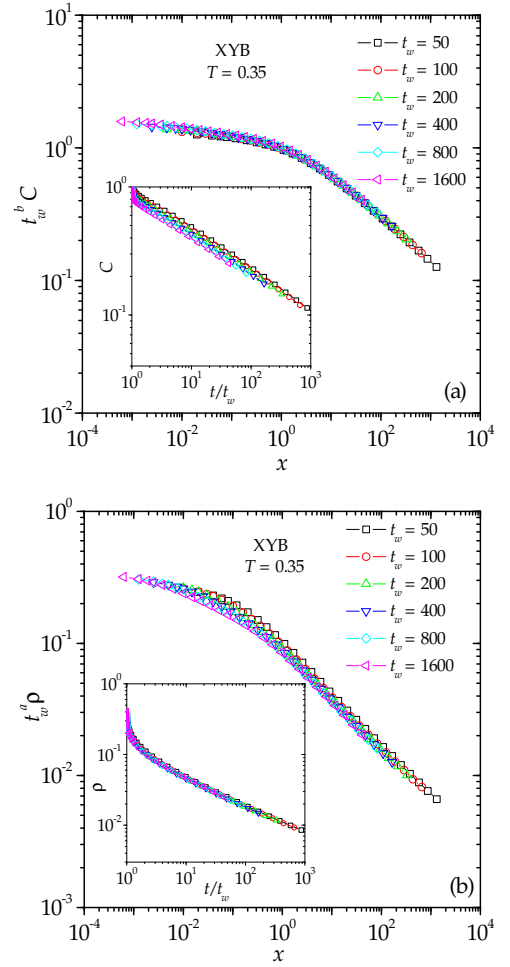 10^1
XYB
T = 0.35
t_w = 50
t_w = 100
t_w = 200
t_w = 400
t_w = 800
t_w = 1600
10^0
t_w^b C
10^-1
10^-2
10^0
C
10^-1
10^0 10^1 10^2 10^3
t/t_w
(a)
10^-4 10^-2 10^0 10^2 10^4
x
10^0
XYB
T = 0.35
t_w = 50
t_w = 100
t_w = 200
t_w = 400
t_w = 800
t_w = 1600
10^-1
t_w^a ρ
10^-2
10^-3
10^0
10^-1
ρ
10^-2
10^0 10^1 10^2 10^3
t/t_w
(b)
10^-4 10^-2 10^0 10^2 10^4
x